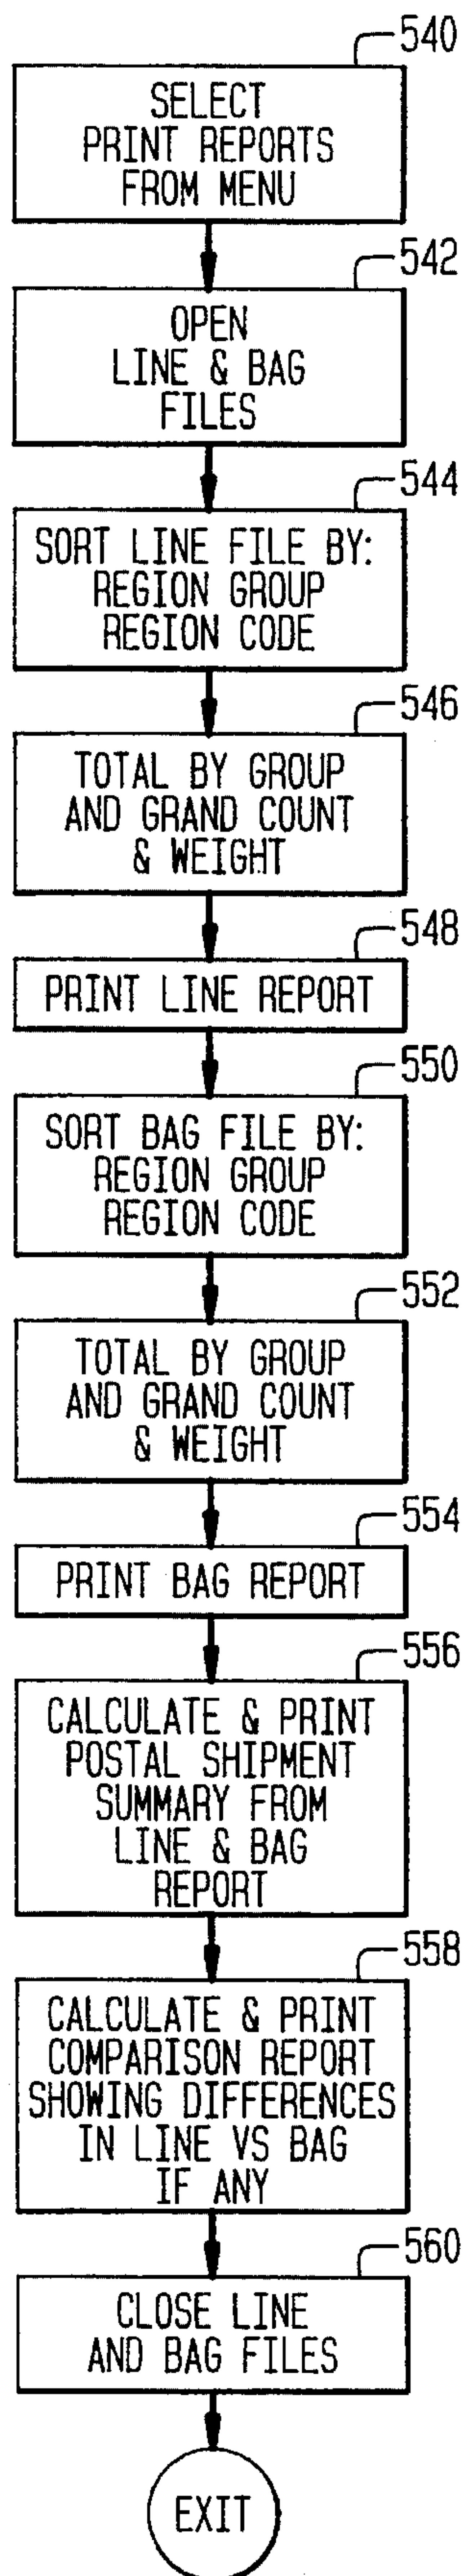 540
SELECT
PRINT REPORTS
FROM MENU
542
OPEN
LINE & BAG
FILES
544
SORT LINE FILE BY:
REGION GROUP
REGION CODE
546
TOTAL BY GROUP
AND GRAND COUNT
& WEIGHT
548
PRINT LINE REPORT
550
SORT BAG FILE BY:
REGION GROUP
REGION CODE
552
TOTAL BY GROUP
AND GRAND COUNT
& WEIGHT
554
PRINT BAG REPORT
556
CALCULATE & PRINT
POSTAL SHIPMENT
SUMMARY FROM
LINE & BAG
REPORT
558
CALCULATE & PRINT
COMPARISON REPORT
SHOWING DIFFERENCES
IN LINE VS BAG
IF ANY
560
CLOSE LINE
AND BAG FILES
EXIT